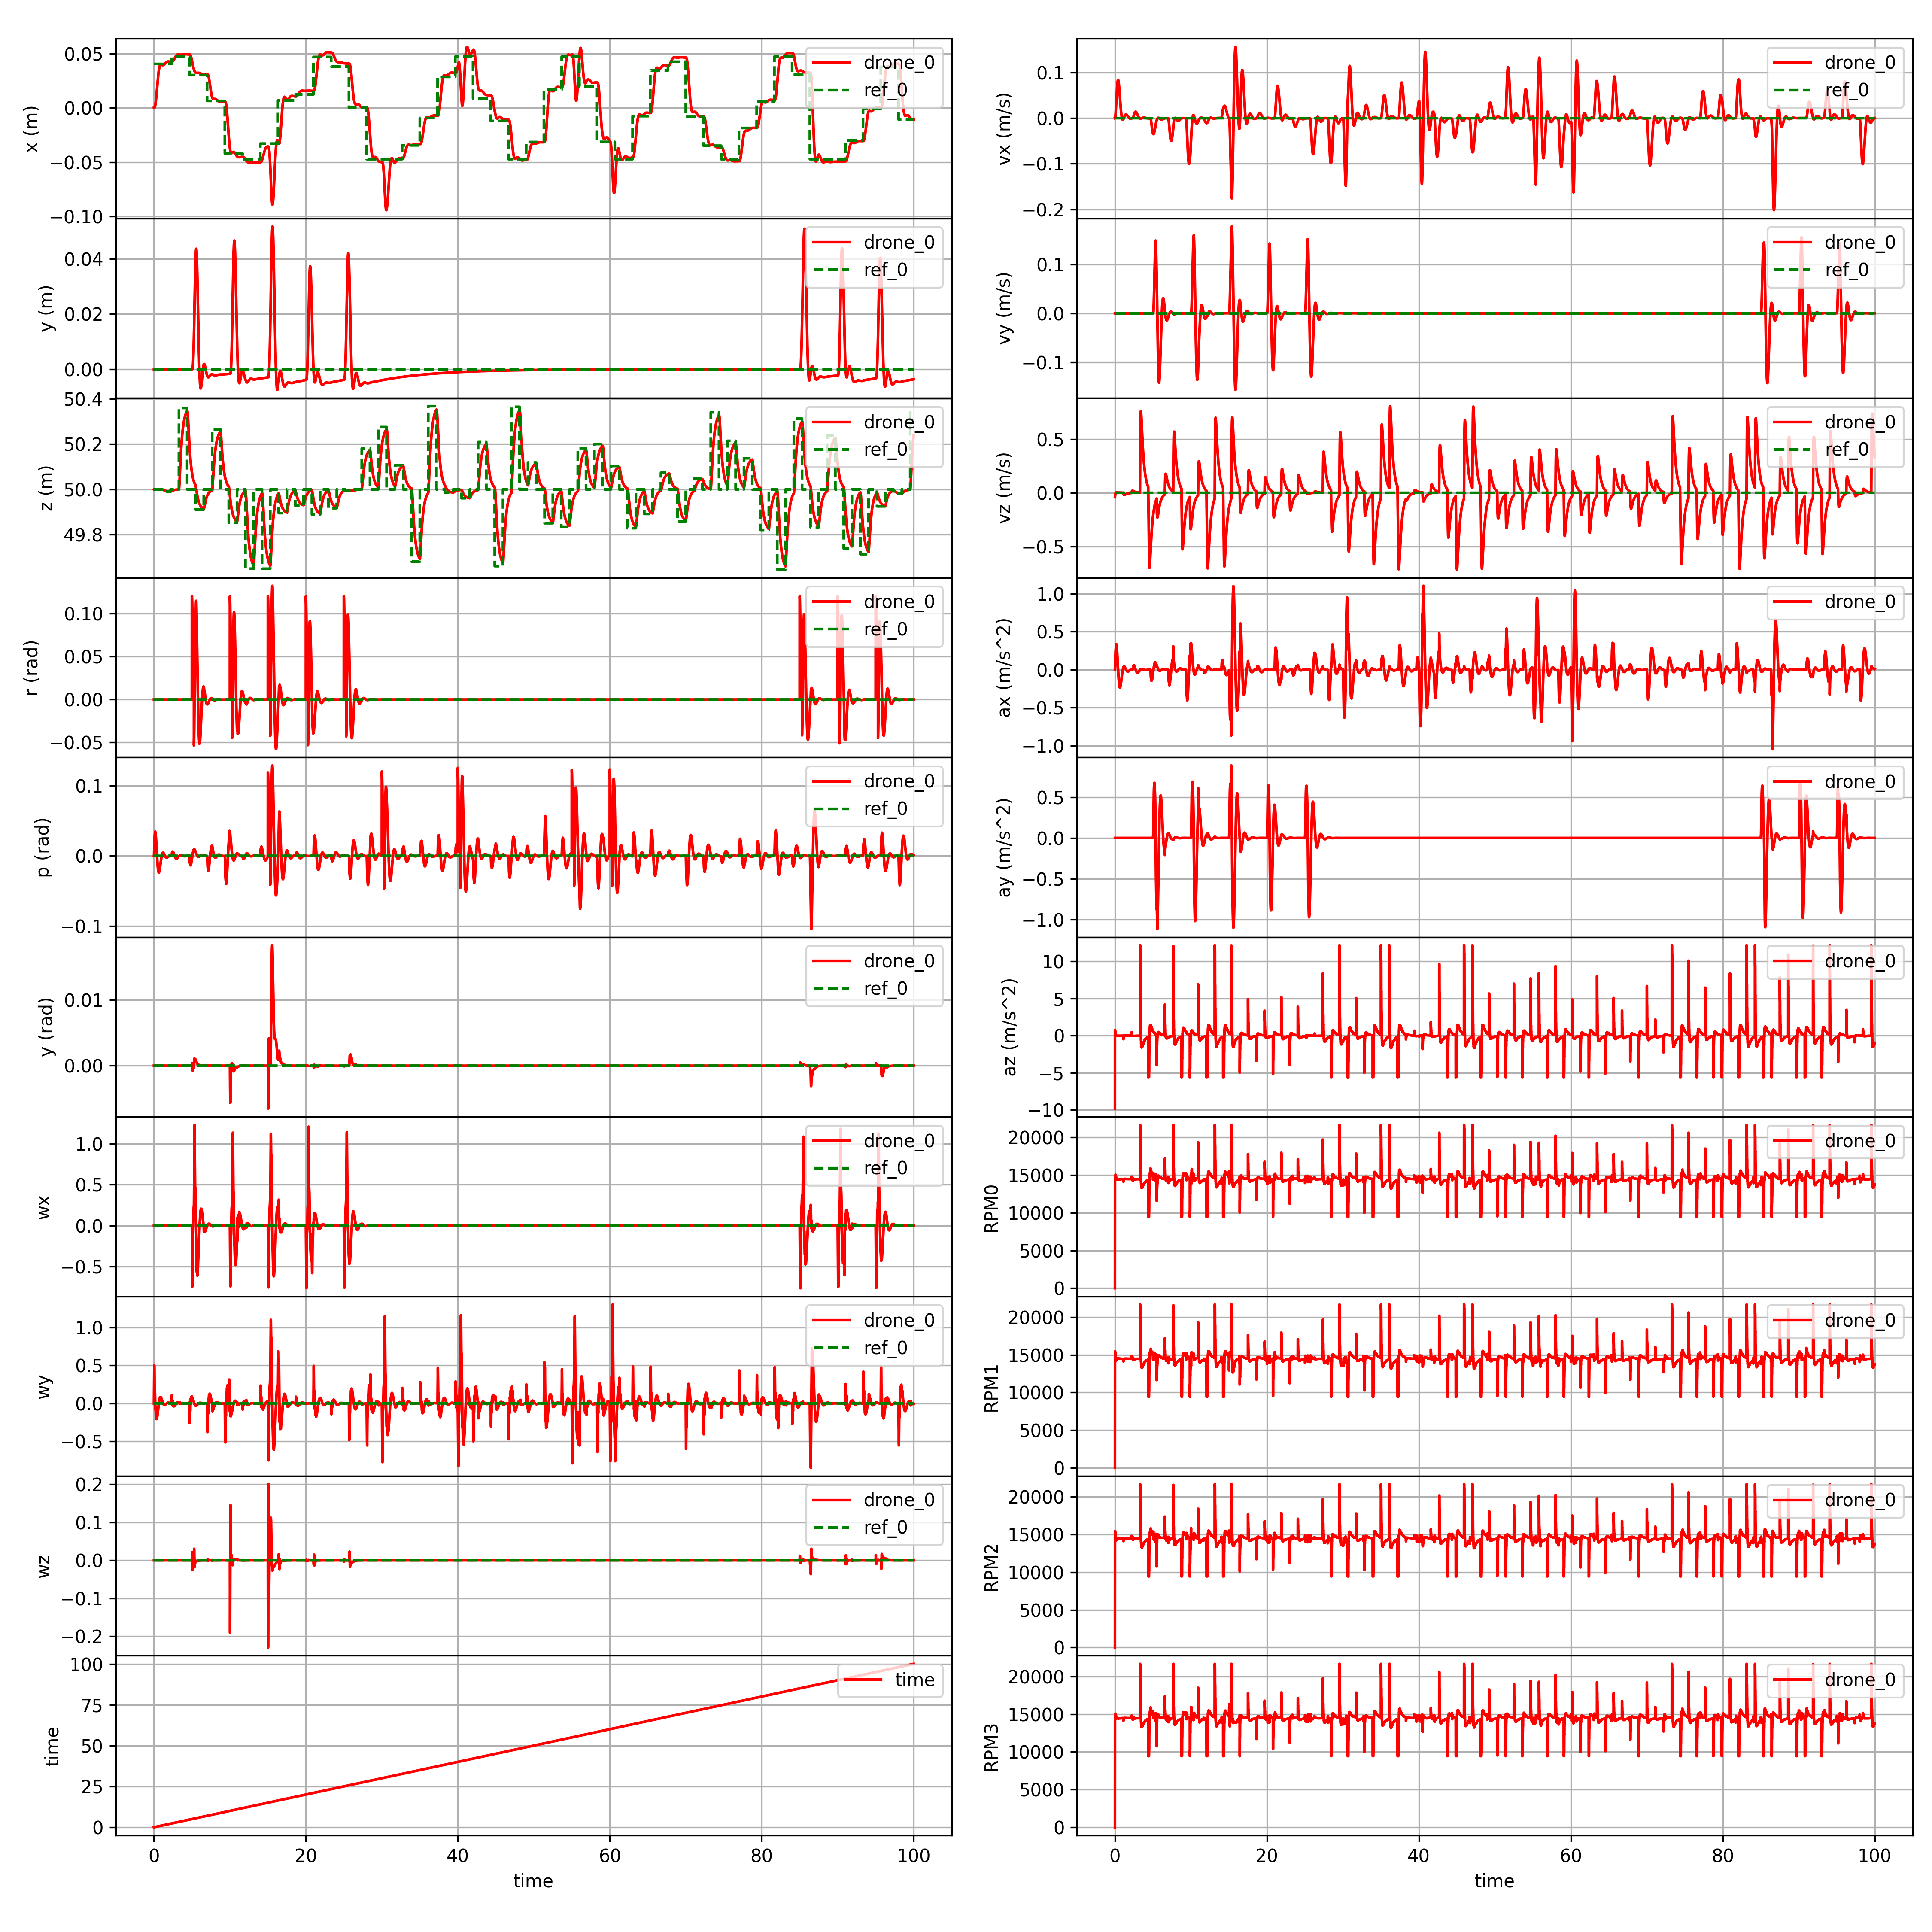 0.05
0.00
−0.05
−0.10
x (m)
drone_0
ref_0
0.04
0.02
0.00
y (m)
drone_0
ref_0
50.4
50.2
50.0
49.8
z (m)
drone_0
ref_0
0.10
0.05
0.00
−0.05
r (rad)
drone_0
ref_0
0.1
0.0
−0.1
p (rad)
drone_0
ref_0
0.01
0.00
y (rad)
drone_0
ref_0
1.0
0.5
0.0
−0.5
wx
drone_0
ref_0
1.0
0.5
0.0
−0.5
wy
drone_0
ref_0
0.2
0.1
0.0
−0.1
−0.2
wz
drone_0
ref_0
100
75
50
25
0
time
time
0 20 40 60 80 100
time
0.1
0.0
−0.1
−0.2
vx (m/s)
drone_0
ref_0
0.1
0.0
−0.1
vy (m/s)
drone_0
ref_0
0.5
0.0
−0.5
vz (m/s)
drone_0
ref_0
1.0
0.5
0.0
−0.5
−1.0
ax (m/s^2)
drone_0
0.5
0.0
−0.5
−1.0
ay (m/s^2)
drone_0
10
5
0
−5
−10
az (m/s^2)
drone_0
20000
15000
10000
5000
0
RPM0
drone_0
20000
15000
10000
5000
0
RPM1
drone_0
20000
15000
10000
5000
0
RPM2
drone_0
20000
15000
10000
5000
0
RPM3
drone_0
0 20 40 60 80 100
time